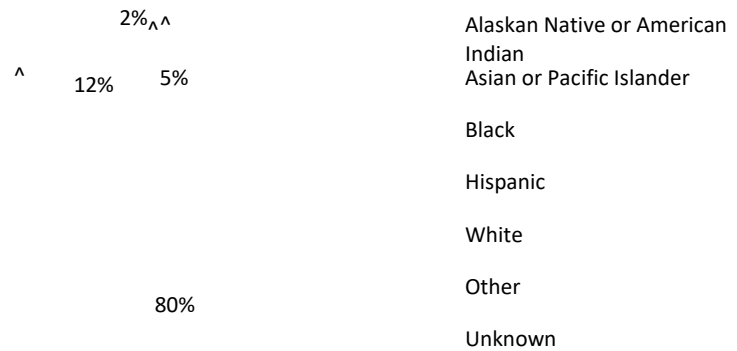 2%^^
^
12%
5%
80%
Alaskan Native or American
Indian
Asian or Pacific Islander
Black
Hispanic
White
Other
Unknown